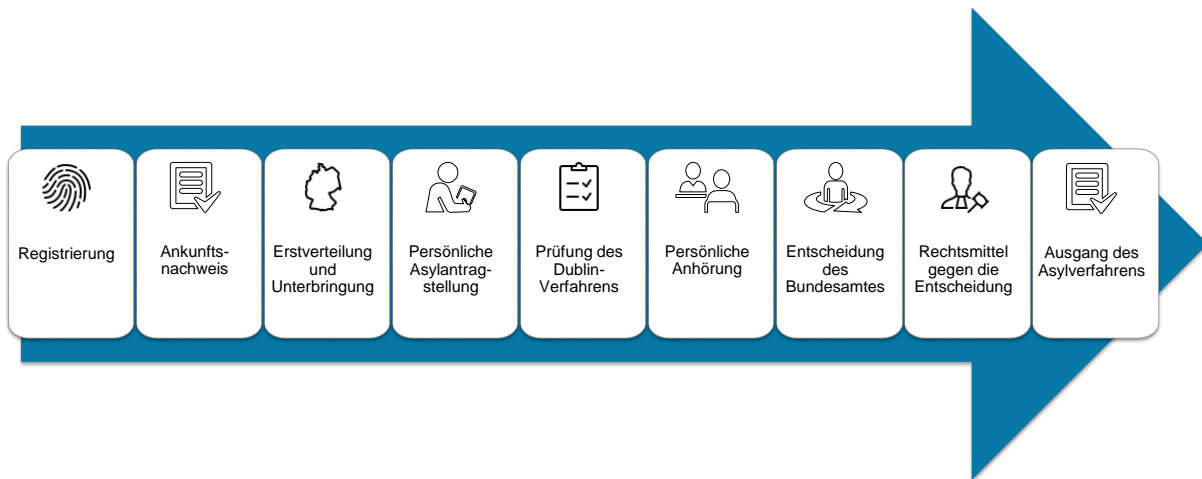 Registrierung
Ankunfts-
nachweis
Erstverteilung
und
Unterbringung
Persönliche
Asylantrag-
stellung
Prüfung des
Dublin-
Verfahrens
Persönliche
Anhörung
Entscheidung
des
Bundesamtes
Rechtsmittel
gegen die
Entscheidung
Ausgang des
Asylverfahrens